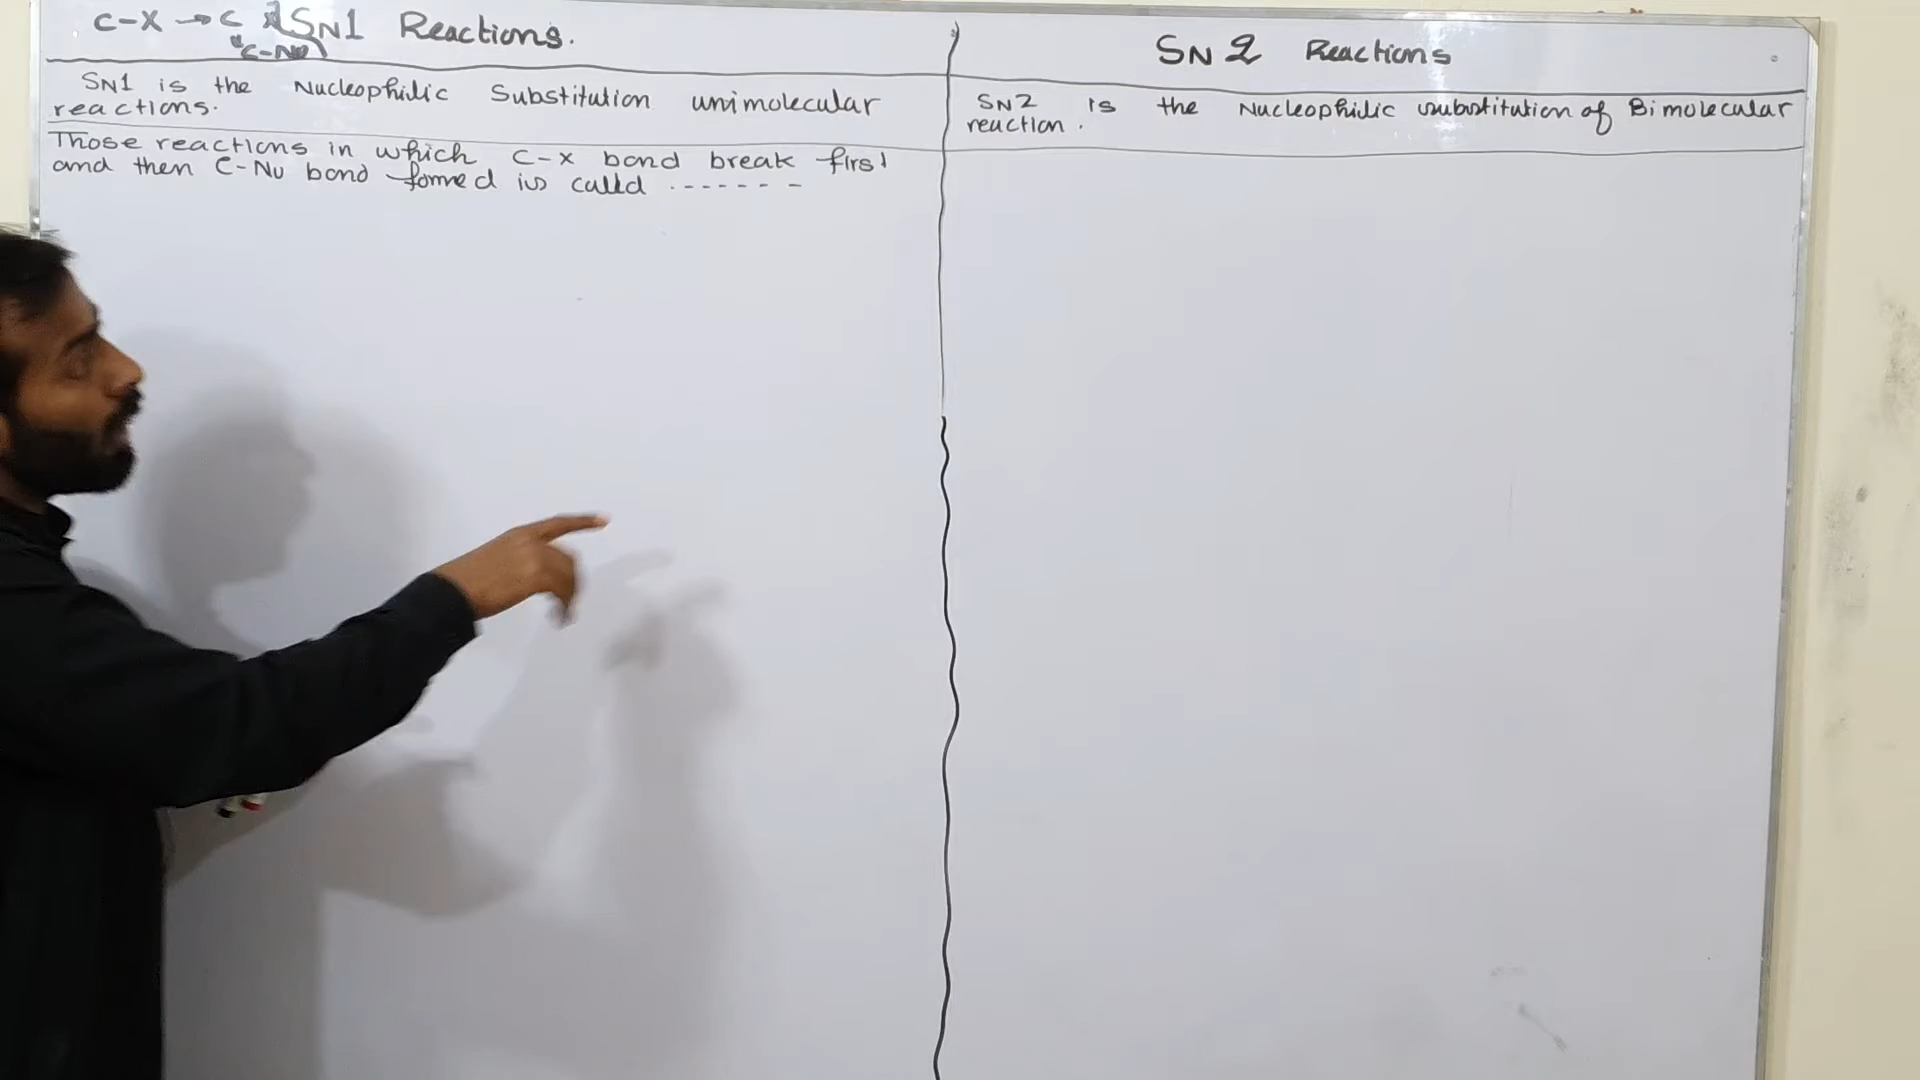 C-X → C SN1 Reactions.
C-NU
SN1 is the Nucleophilic Substitution unimolecular
reactions.
Those reactions in which C-X bond break first
and then C-NU bond formed is calld .......
SN2 Reactions
SN2 is the Nucleophilic substitution of Bimolecular
reaction.